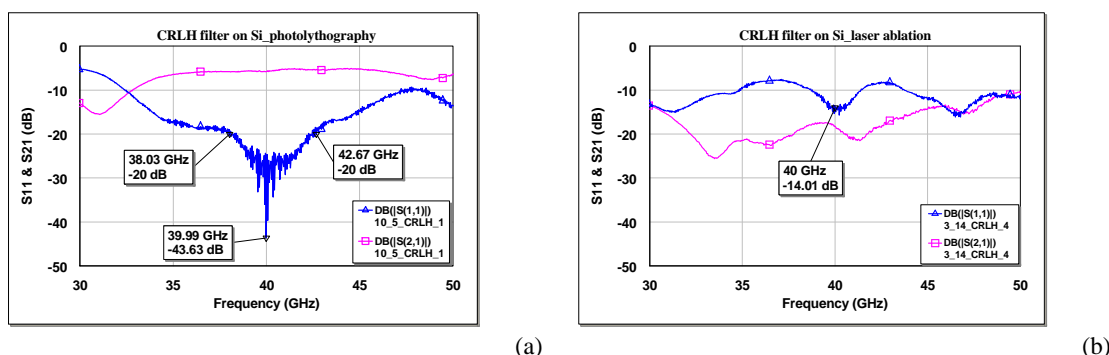 CRLH filter on Si_photolythography
0
-10
-20
-30
-40
-50
S11 & S21 (dB)
30
35
40
45
50
Frequency (GHz)
38.03 GHz
-20 dB
42.67 GHz
-20 dB
39.99 GHz
-43.63 dB
DB(|S(1,1)|)
10_5_CRLH_1
DB(|S(2,1)|)
10_5_CRLH_1
(a)
CRLH filter on Si_laser ablation
0
-10
-20
-30
-40
-50
S11 & S21 (dB)
30
35
40
45
50
Frequency (GHz)
40 GHz
-14.01 dB
DB(|S(1,1)|)
3_14_CRLH_4
DB(|S(2,1)|)
3_14_CRLH_4
(b)